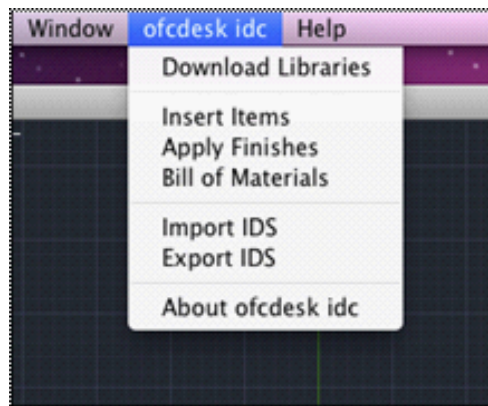 Window ofcdesk idc Help
Download Libraries
Insert Items
Apply Finishes
Bill of Materials
Import IDS
Export IDS
About ofcdesk idc